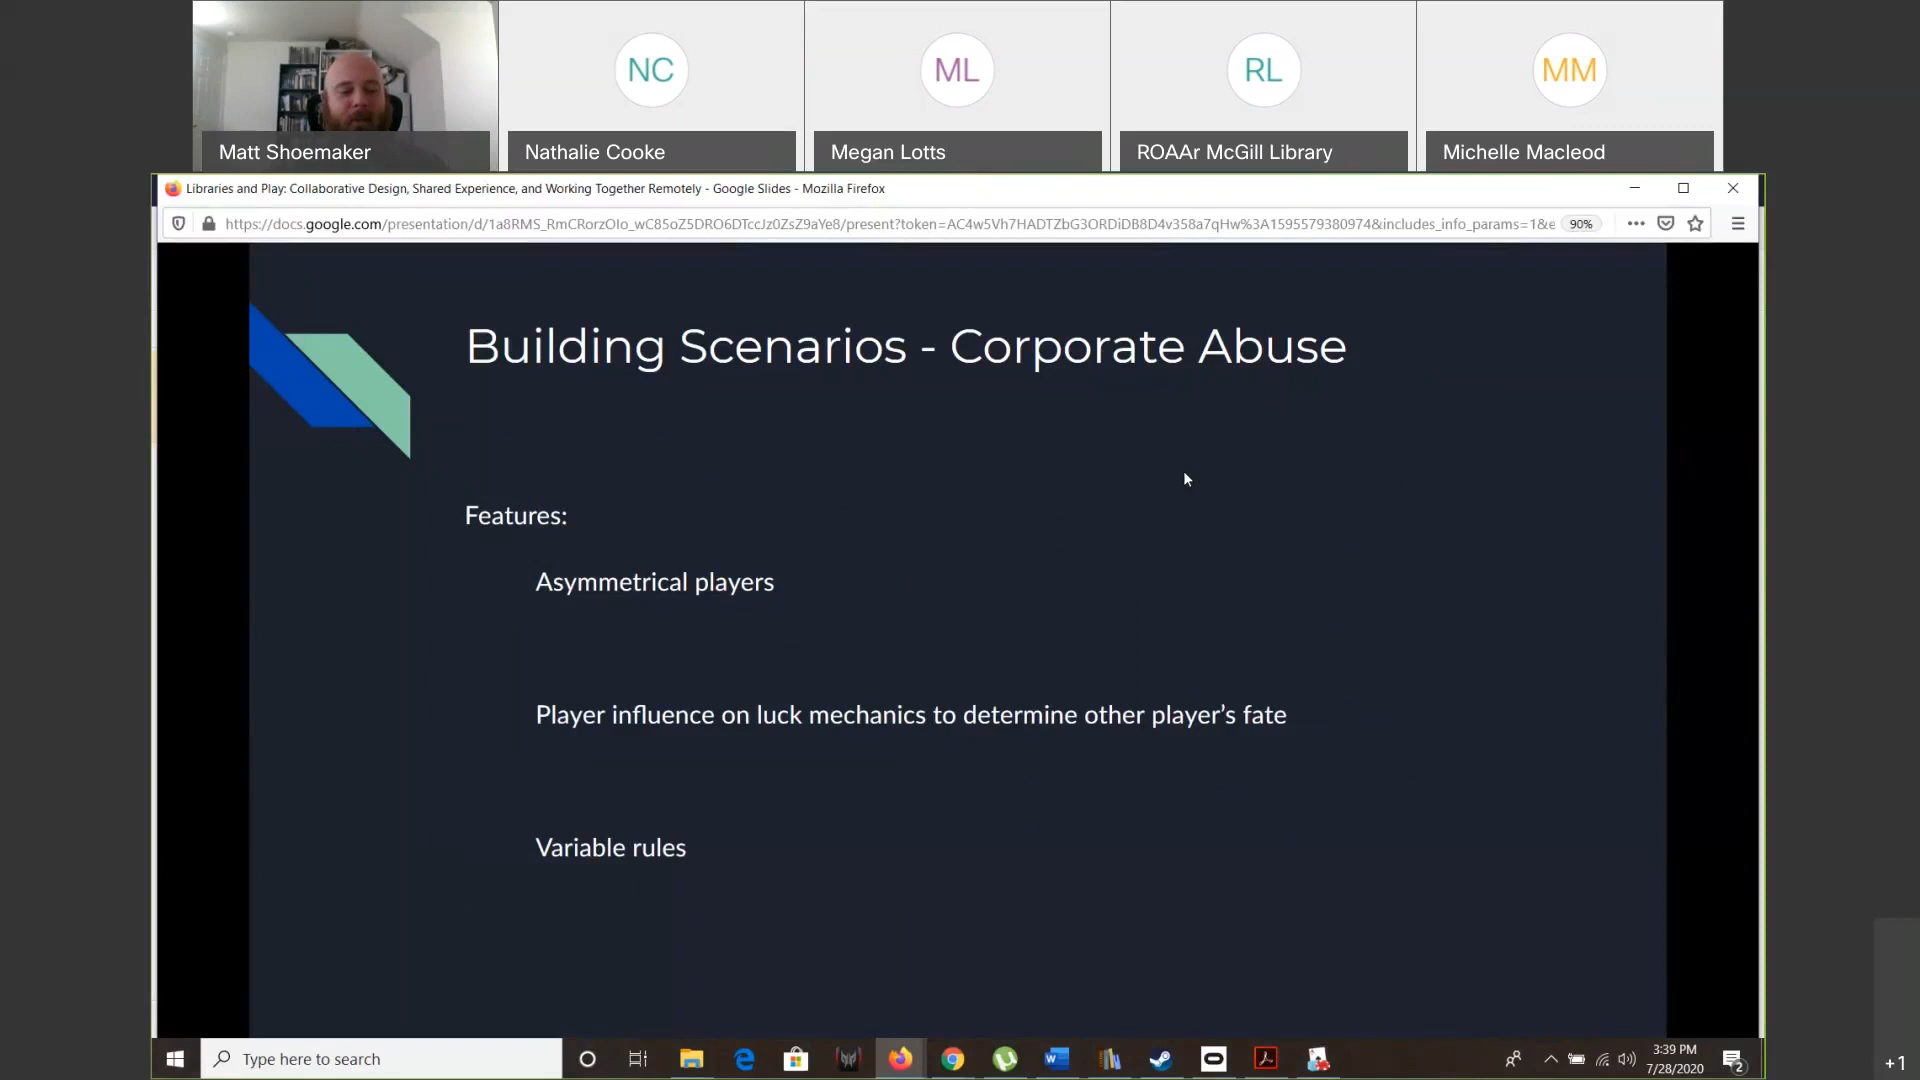 NC
ML
RL
MM
Matt Shoemaker
Nathalie Cooke
Megan Lotts
ROAAr McGill Library
Michelle Macleod
Libraries and Play: Collaborative Design, Shared Experience, and Working Together Remotely - Google Slides - Mozilla Firefox
https://docs.google.com/presentation/d/1a8RMS_RmCRorzOIo_wC85oZ5DRO6DTccJz0ZsZ9aYe8/present?token=AC4w5Vh7HADTZbG3ORDiDB8D4v358a7qHw%3A1595579380974&includes_info_params=1&e
90%
Building Scenarios - Corporate Abuse
Features:
Asymmetrical players
Player influence on luck mechanics to determine other player’s fate
Variable rules
Type here to search
3:39 PM
7/28/2020
2
+1